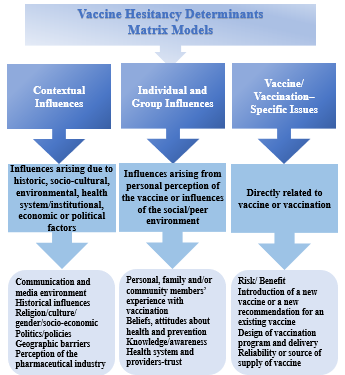 Vaccine Hesitancy Determinants
Matrix Models
Contextual
Influences
Individual and
Group Influences
Vaccine/
Vaccination–
Specific Issues
Influences arising due to
historic, socio-cultural,
environmental, health
system/institutional,
economic or political
factors
Influences arising from
personal perception of
the vaccine or influences
of the social/peer
environment
Directly related to
vaccine or vaccination
Communication and
media environment
Historical influences
Religion/culture/
gender/socio-economic
Politics/policies
Geographic barriers
Perception of the
pharmaceutical industry
Personal, family and/or
community members’
experience with
vaccination
Beliefs, attitudes about
health and prevention
Knowledge/awareness
Health system and
providers-trust
Risk/ Benefit
Introduction of a new
vaccine or a new
recommendation for an
existing vaccine
Design of vaccination
program and delivery
Reliability or source of
supply of vaccine